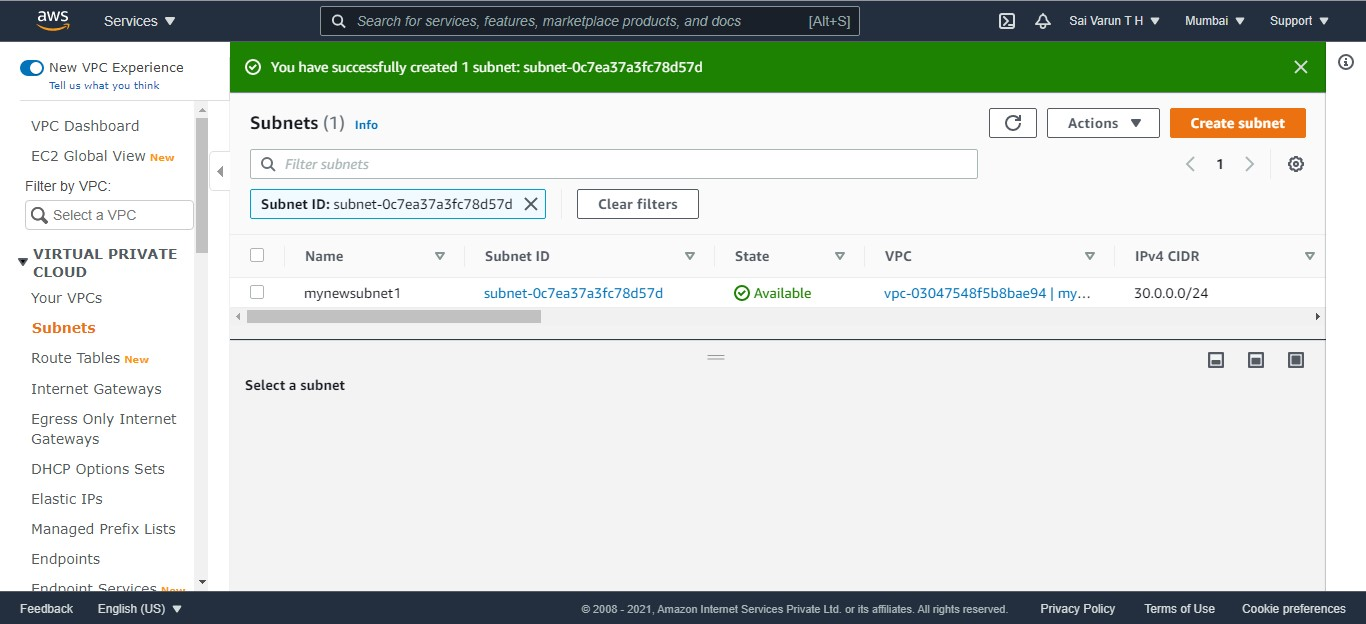 aws Services Search for services, features, marketplace products, and docs [Alt+S] Sai Varun T H Mumbai Support
New VPC Experience
Tell us what you think
VPC Dashboard
EC2 Global View New
Filter by VPC:
Select a VPC
VIRTUAL PRIVATE
CLOUD
Your VPCs
Subnets
Route Tables New
Internet Gateways
Egress Only Internet
Gateways
DHCP Options Sets
Elastic IPs
Managed Prefix Lists
Endpoints
Endpoint Services New
You have successfully created 1 subnet: subnet-0c7ea37a3fc78d57d
Subnets (1) Info Actions Create subnet
Filter subnets 1
Subnet ID: subnet-0c7ea37a3fc78d57d Clear filters
Name Subnet ID State VPC IPv4 CIDR
mynewsubnet1 subnet-0c7ea37a3fc78d57d Available vpc-03047548f5b8bae94 | my... 30.0.0.0/24
Select a subnet
Feedback English (US) © 2008 - 2021, Amazon Internet Services Private Ltd. or its affiliates. All rights reserved. Privacy Policy Terms of Use Cookie preferences